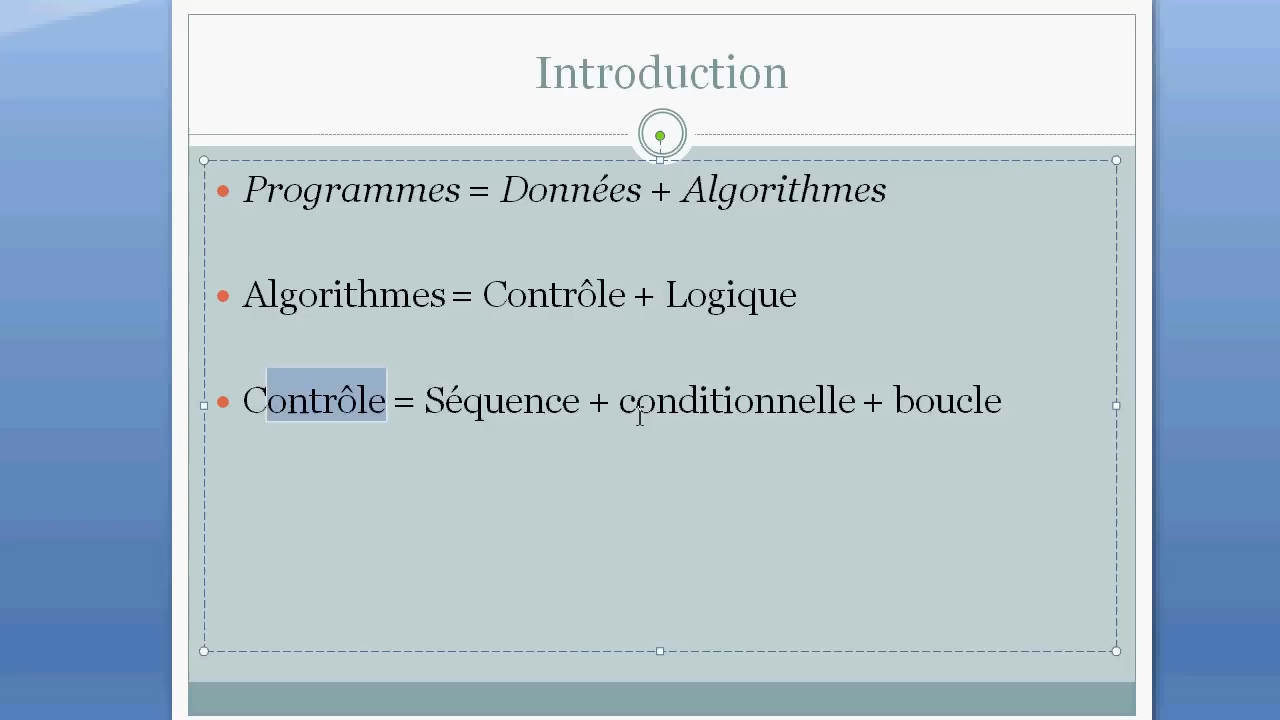 Introduction
Programmes = Données + Algorithmes
Algorithmes = Contrôle + Logique
Contrôle = Séquence + conditionnelle + boucle